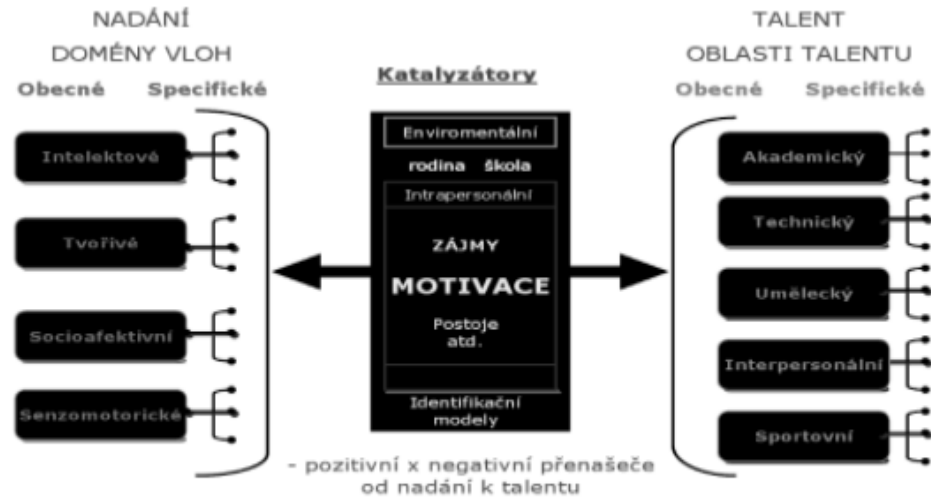 NADÁNÍ
DOMÉNY VLOH
Obecné Specifické
Intelektové
Tvořivé
Socioafektivní
Senzomotorické
Katalyzátory
Enviromentální
rodina škola
Intrapersonální
ZÁJMY
MOTIVACE
Postoje
atd.
Identifikační
modely
- pozitivní x negativní přenašeče
od nadání k talentu
TALENT
OBLASTI TALENTU
Obecné Specifické
Akademický
Technický
Umělecký
Interpersonální
Sportovní